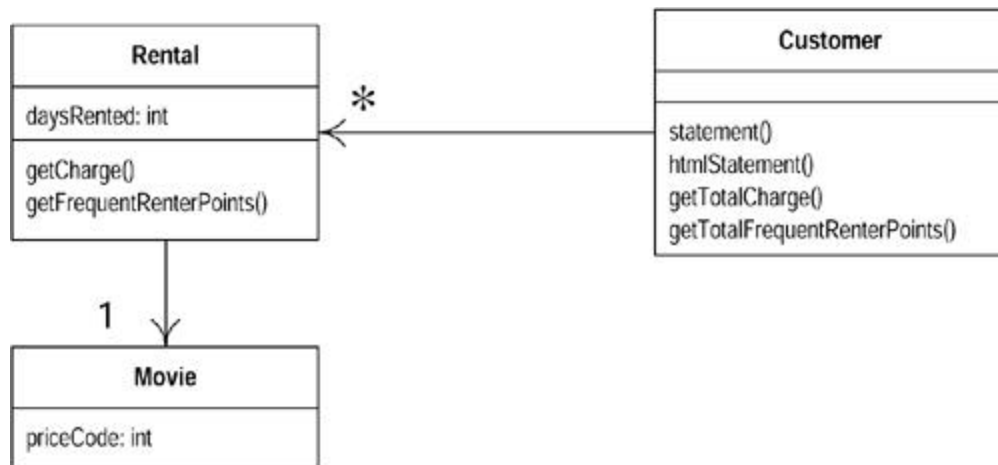 Rental
daysRented: int
getCharge()
getFrequentRenterPoints()
*
Customer
statement()
htmlStatement()
getTotalCharge()
getTotalFrequentRenterPoints()
1
Movie
priceCode: int